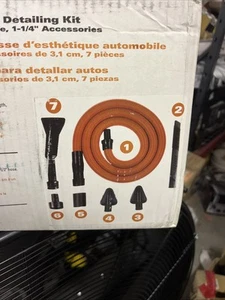 Detailing Kit
e, 1-1/4" Accessories
sse d'esthétique automobile
ssoires de 3,1 cm, 7 pièces
para detallar autos
sorios de 3,1 cm, 7 piezas
7
2
1
6
5
4
3